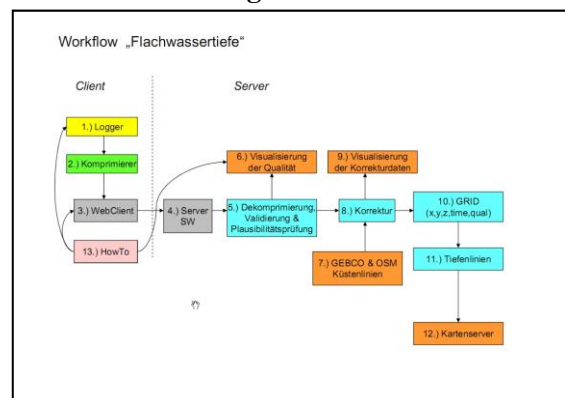 Workflow „Flachwassertiefe“
Client
Server
1.) Logger
2.) Komprimierer
3.) WebClient
13.) HowTo
4.) Server
SW
6.) Visualisierung
der Qualität
5.) Dekomprimierung,
Validierung &
Plausibilitätsprüfung
9.) Visualisierung
der Korrekturdaten
8.) Korrektur
7.) GEBCO & OSM
Küstenlinien
10.) GRID
(x,y,z,time,qual)
11.) Tiefenlinien
12.) Kartenserver